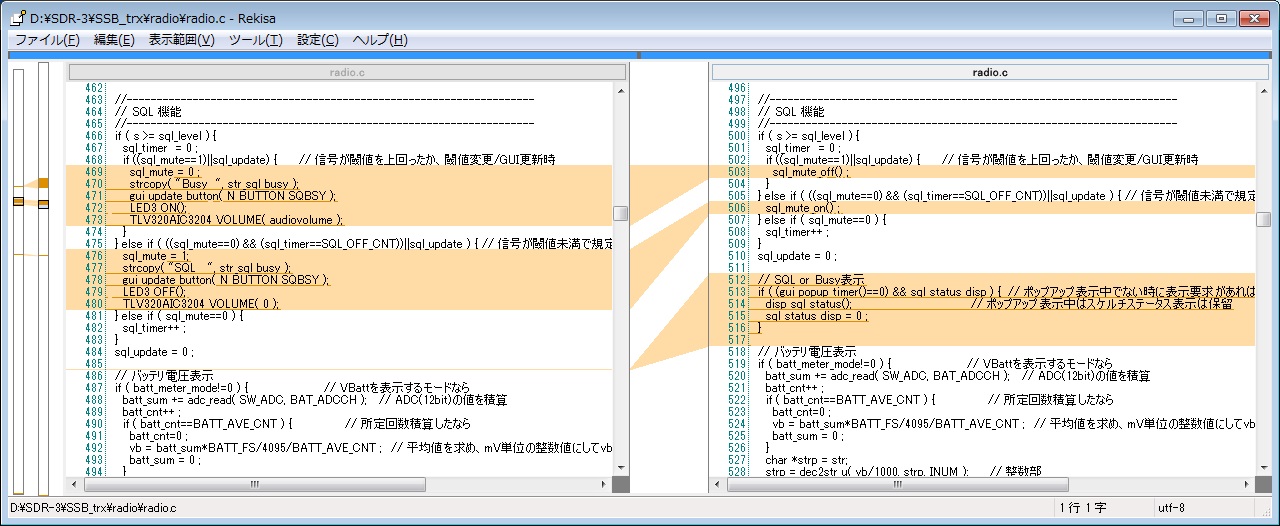 D:¥SDR-3¥SSB_trx¥radio¥radio.c - Rekisa
ファイル(F) 編集(E) 表示範囲(V) ツール(T) 設定(C) ヘルプ(H)
radio.c
462
463 //------------------------------------------------------------------------
464 // SQL 機能
465 //------------------------------------------------------------------------
466 if ( s >= sql_level ) {
467 sql_timer = 0 ;
468 if ((sql_mute==1)||sql_update) { // 信号が閾値を上回ったか、閾値変更/GUI更新時
469 sql_mute = 0 ;
470 strcopy( "Busy ", str_sql_busy );
471 gui_update_button( N_BUTTON_SQBSY );
472 LED3_ON();
473 TLV320AIC3204_VOLUME( audiovolume );
474 }
475 } else if ( ((sql_mute==0) && (sql_timer==SQL_OFF_CNT))||sql_update ) { // 信号が閾値未満で規定
476 sql_mute = 1;
477 strcopy( "SQL ", str_sql_busy );
478 gui_update_button( N_BUTTON_SQBSY );
479 LED3_OFF();
480 TLV320AIC3204_VOLUME( 0 );
481 } else if ( sql_mute==0 ) {
482 sql_timer++ ;
483 }
484 sql_update = 0 ;
485
486 // バッテリ電圧表示
487 if ( batt_meter_mode!=0 ) { // VBattを表示するモードなら
488 batt_sum += adc_read( SW_ADC, BAT_ADCCH ); // ADC(12bit)の値を積算
489 batt_cnt++ ;
490 if ( batt_cnt==BATT_AVE_CNT ) { // 所定回数積算したなら
491 batt_cnt=0 ;
492 vb = batt_sum*BATT_FS/4095/BATT_AVE_CNT ; // 平均値を求め、mV単位の整数値にしてvb
493 batt_sum = 0 ;
494 }
radio.c
496
497 //------------------------------------------------------------------------
498 // SQL 機能
499 //------------------------------------------------------------------------
500 if ( s >= sql_level ) {
501 sql_timer = 0 ;
502 if ((sql_mute==1)||sql_update) { // 信号が閾値を上回ったか、閾値変更/GUI更新時
503 sql_mute_off() ;
504 }
505 } else if ( ((sql_mute==0) && (sql_timer==SQL_OFF_CNT))||sql_update ) { // 信号が閾値未満で規定
506 sql_mute_on() ;
507 } else if ( sql_mute==0 ) {
508 sql_timer++ ;
509 }
510 sql_update = 0 ;
511
512 // SQL or Busy表示
513 if ( (gui_popup_timer()==0) && sql_status_disp ) { // ポップアップ表示中でない時に表示要求があれば
514 disp_sql_status(); // ポップアップ表示中はスケルチステータス表示は保留
515 sql_status_disp = 0 ;
516 }
517
518 // バッテリ電圧表示
519 if ( batt_meter_mode!=0 ) { // VBattを表示するモードなら
520 batt_sum += adc_read( SW_ADC, BAT_ADCCH ); // ADC(12bit)の値を積算
521 batt_cnt++ ;
522 if ( batt_cnt==BATT_AVE_CNT ) { // 所定回数積算したなら
523 batt_cnt=0 ;
524 vb = batt_sum*BATT_FS/4095/BATT_AVE_CNT ; // 平均値を求め、mV単位の整数値にしてvb
525 batt_sum = 0 ;
526 }
527 char *strp = str;
528 strp = dec2str_u( vb/1000, strp, INUM ); // 整数部
D:¥SDR-3¥SSB_trx¥radio¥radio.c 1 行 1 字 utf-8